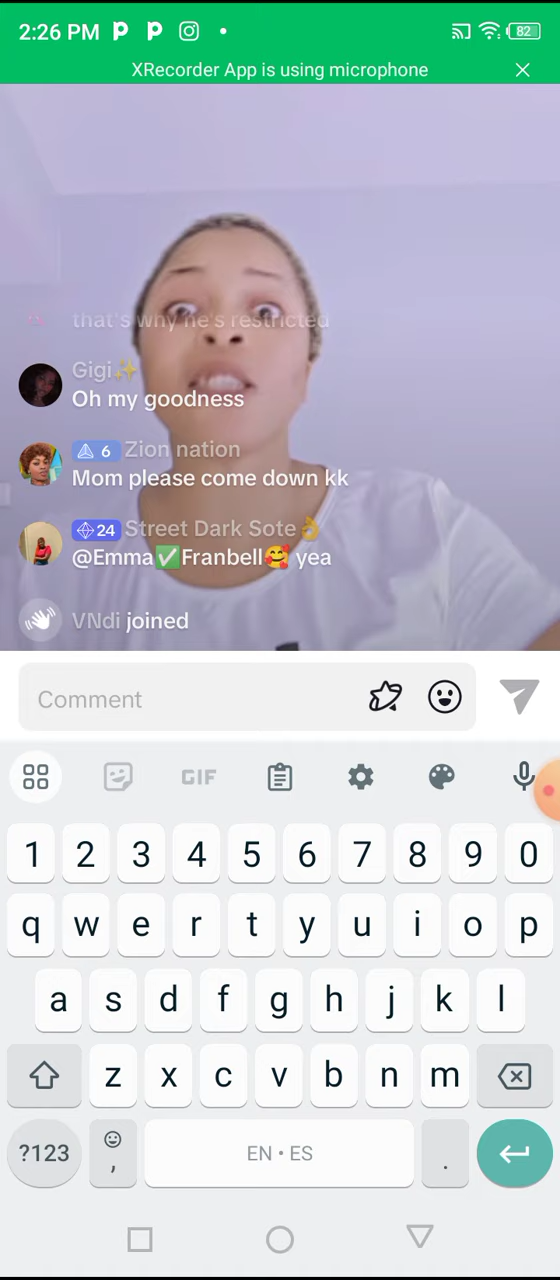 2:26 PM
82
XRecorder App is using microphone
that's why he's restricted
Gigi✨
Oh my goodness
6 Zion nation
Mom please come down kk
24 Street Dark Sote👌
@Emma✅Franbell🥰 yea
VNdi joined
Comment
GIF
1 2 3 4 5 6 7 8 9 0
q w e r t y u i o p
a s d f g h j k l
z x c v b n m
?123 , EN • ES .